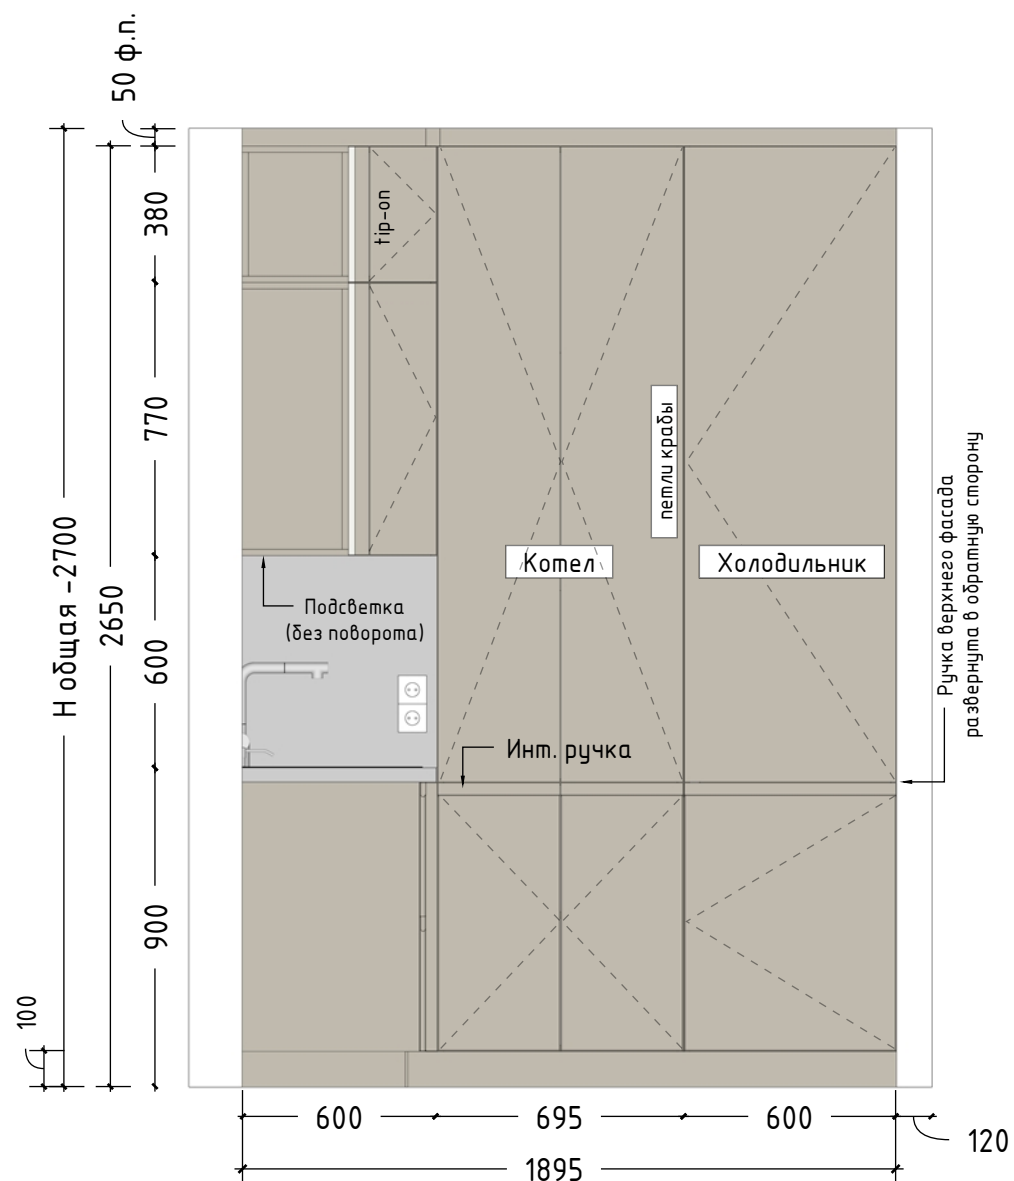 50 ф.п.
380
tip-on
770
петли крабы
H общая -2700
2650
Котел
Холодильник
Ручка верхнего фасада
развернута в обратную сторону
Подсветка
(без поворота)
600
Инт. ручка
900
100
600
695
600
120
1895